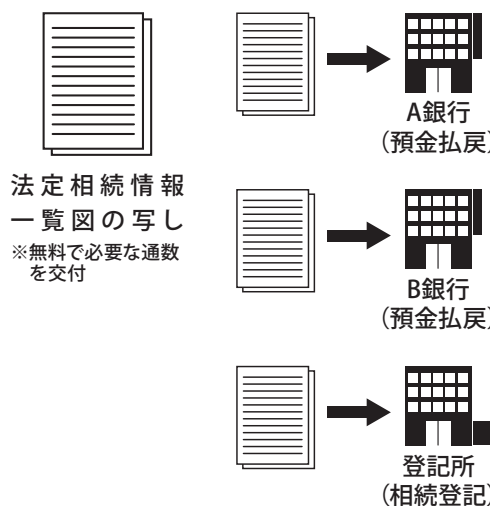 法定相続情報
一覧図の写し
※無料で必要な通数
を交付
A銀行
(預金払戻)
B銀行
(預金払戻)
登記所
(相続登記)